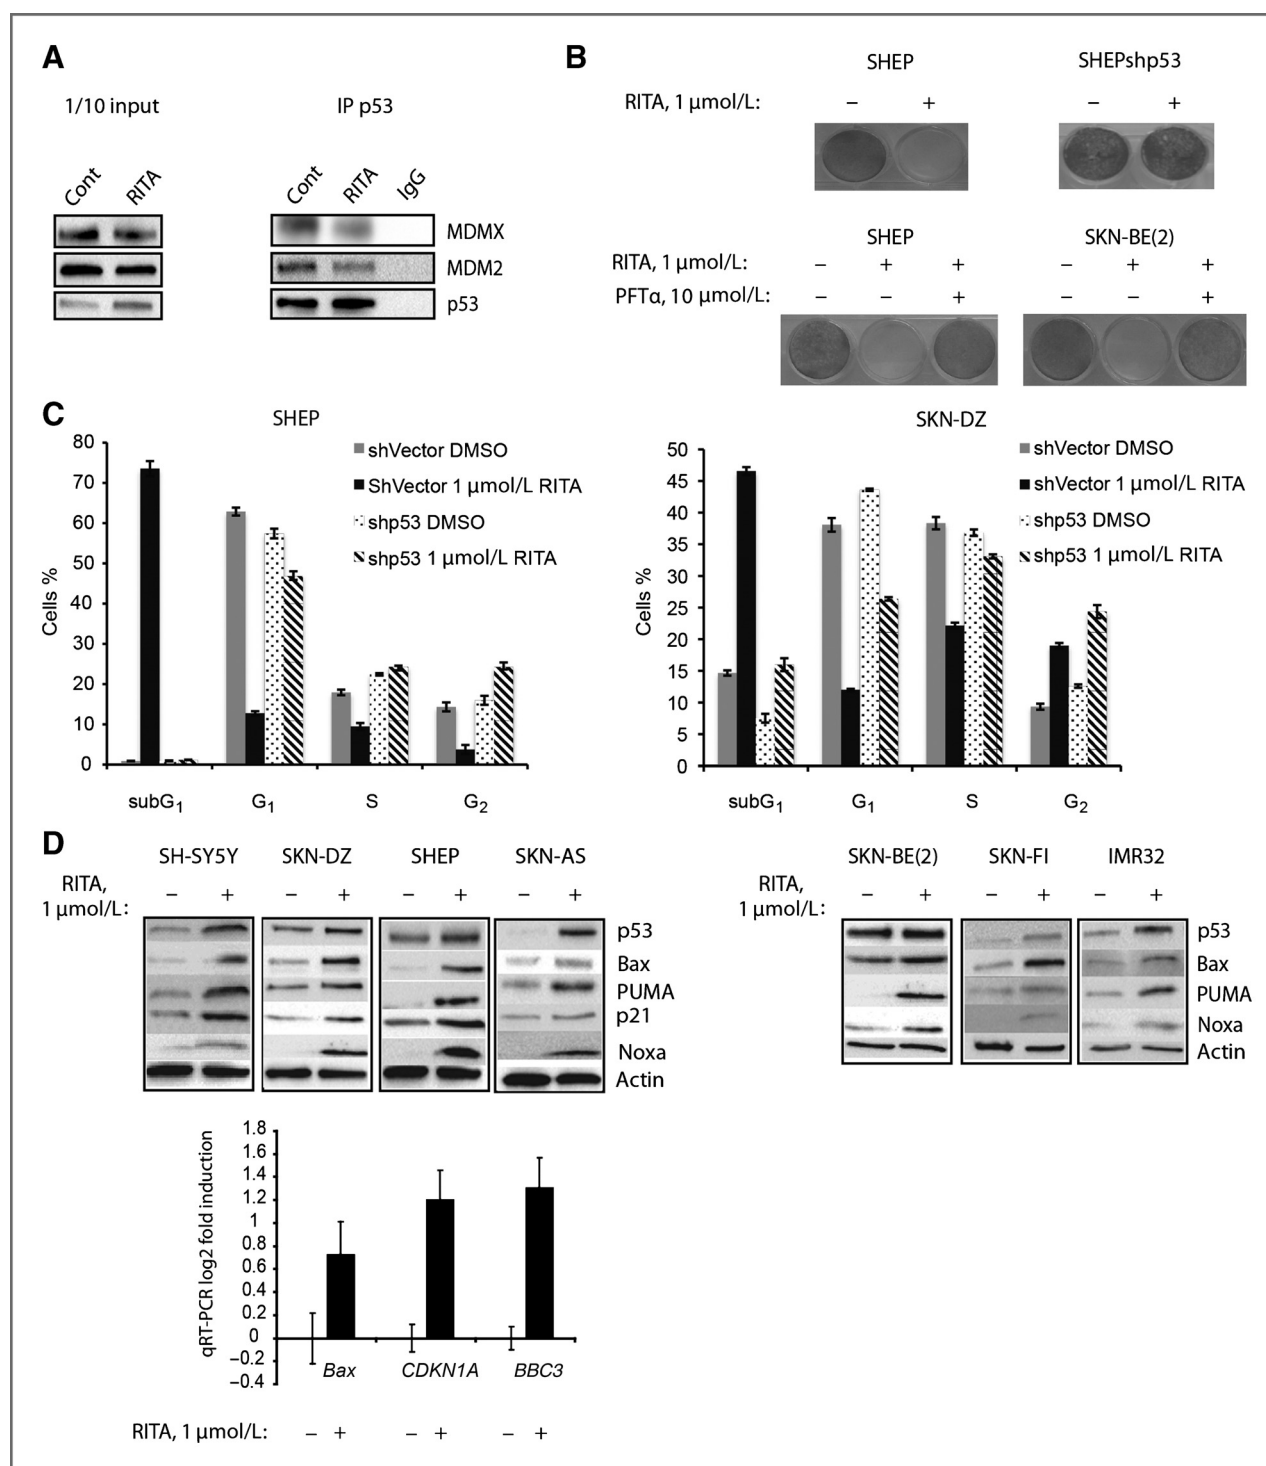 A
1/10 input
IP p53
Cont
RITA
Cont
RITA
IgG
MDMX
MDM2
p53
B
SHEP
SHEPshp53
RITA, 1 µmol/L:
–
+
–
+
SHEP
SKN-BE(2)
RITA, 1 µmol/L:
–
+
+
–
+
+
PFTα, 10 µmol/L:
–
–
+
–
–
+
C
SHEP
80
70
60
50
40
30
20
10
0
Cells %
shVector DMSO
ShVector 1 µmol/L RITA
shp53 DMSO
shp53 1 µmol/L RITA
subG1
G1
S
G2
SKN-DZ
50
45
40
35
30
25
20
15
10
5
0
Cells %
shVector DMSO
shVector 1 µmol/L RITA
shp53 DMSO
shp53 1 µmol/L RITA
subG1
G1
S
G2
D
SH-SY5Y
SKN-DZ
SHEP
SKN-AS
RITA,
1 µmol/L:
–
+
–
+
–
+
–
+
p53
Bax
PUMA
p21
Noxa
Actin
SKN-BE(2)
SKN-FI
IMR32
RITA,
1 µmol/L:
–
+
–
+
–
+
p53
Bax
PUMA
Noxa
Actin
qRT-PCR log2 fold induction
1.8
1.6
1.4
1.2
1
0.8
0.6
0.4
0.2
0
–0.2
–0.4
Bax
CDKN1A
BBC3
RITA, 1 µmol/L:
–
+
–
+
–
+